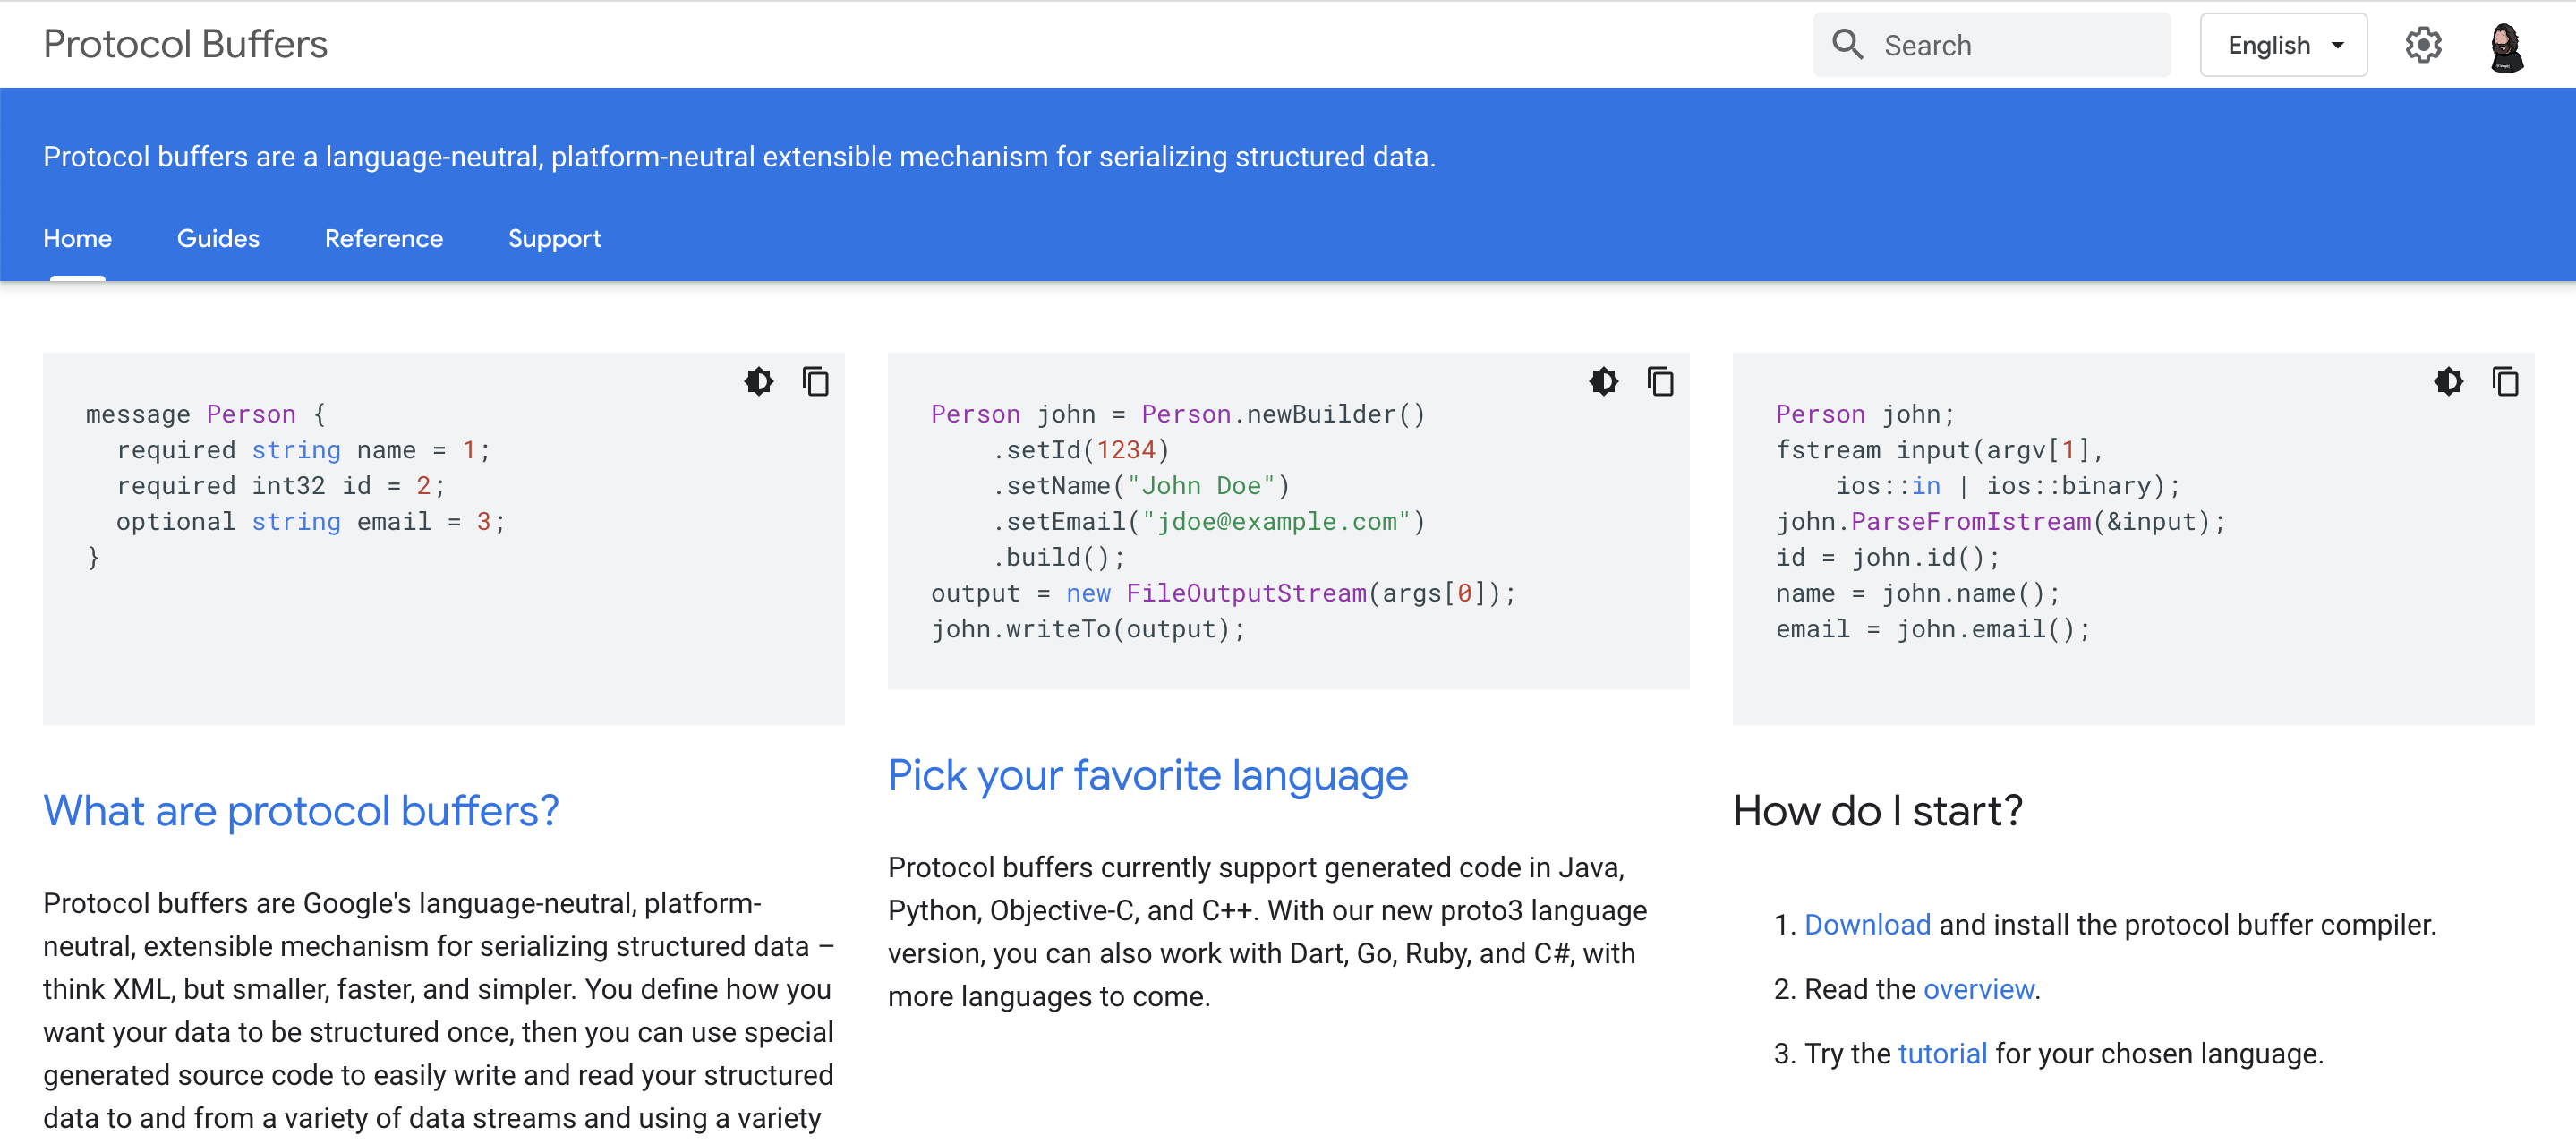 Protocol Buffers
Search
English
Protocol buffers are a language-neutral, platform-neutral extensible mechanism for serializing structured data.
Home
Guides
Reference
Support
message Person {
  required string name = 1;
  required int32 id = 2;
  optional string email = 3;
}
What are protocol buffers?
Protocol buffers are Google's language-neutral, platform-
neutral, extensible mechanism for serializing structured data –
think XML, but smaller, faster, and simpler. You define how you
want your data to be structured once, then you can use special
generated source code to easily write and read your structured
data to and from a variety of data streams and using a variety
Person john = Person.newBuilder()
    .setId(1234)
    .setName("John Doe")
    .setEmail("jdoe@example.com")
    .build();
output = new FileOutputStream(args[0]);
john.writeTo(output);
Pick your favorite language
Protocol buffers currently support generated code in Java,
Python, Objective-C, and C++. With our new proto3 language
version, you can also work with Dart, Go, Ruby, and C#, with
more languages to come.
Person john;
fstream input(argv[1],
    ios::in | ios::binary);
john.ParseFromIstream(&input);
id = john.id();
name = john.name();
email = john.email();
How do I start?
1. Download and install the protocol buffer compiler.
2. Read the overview.
3. Try the tutorial for your chosen language.